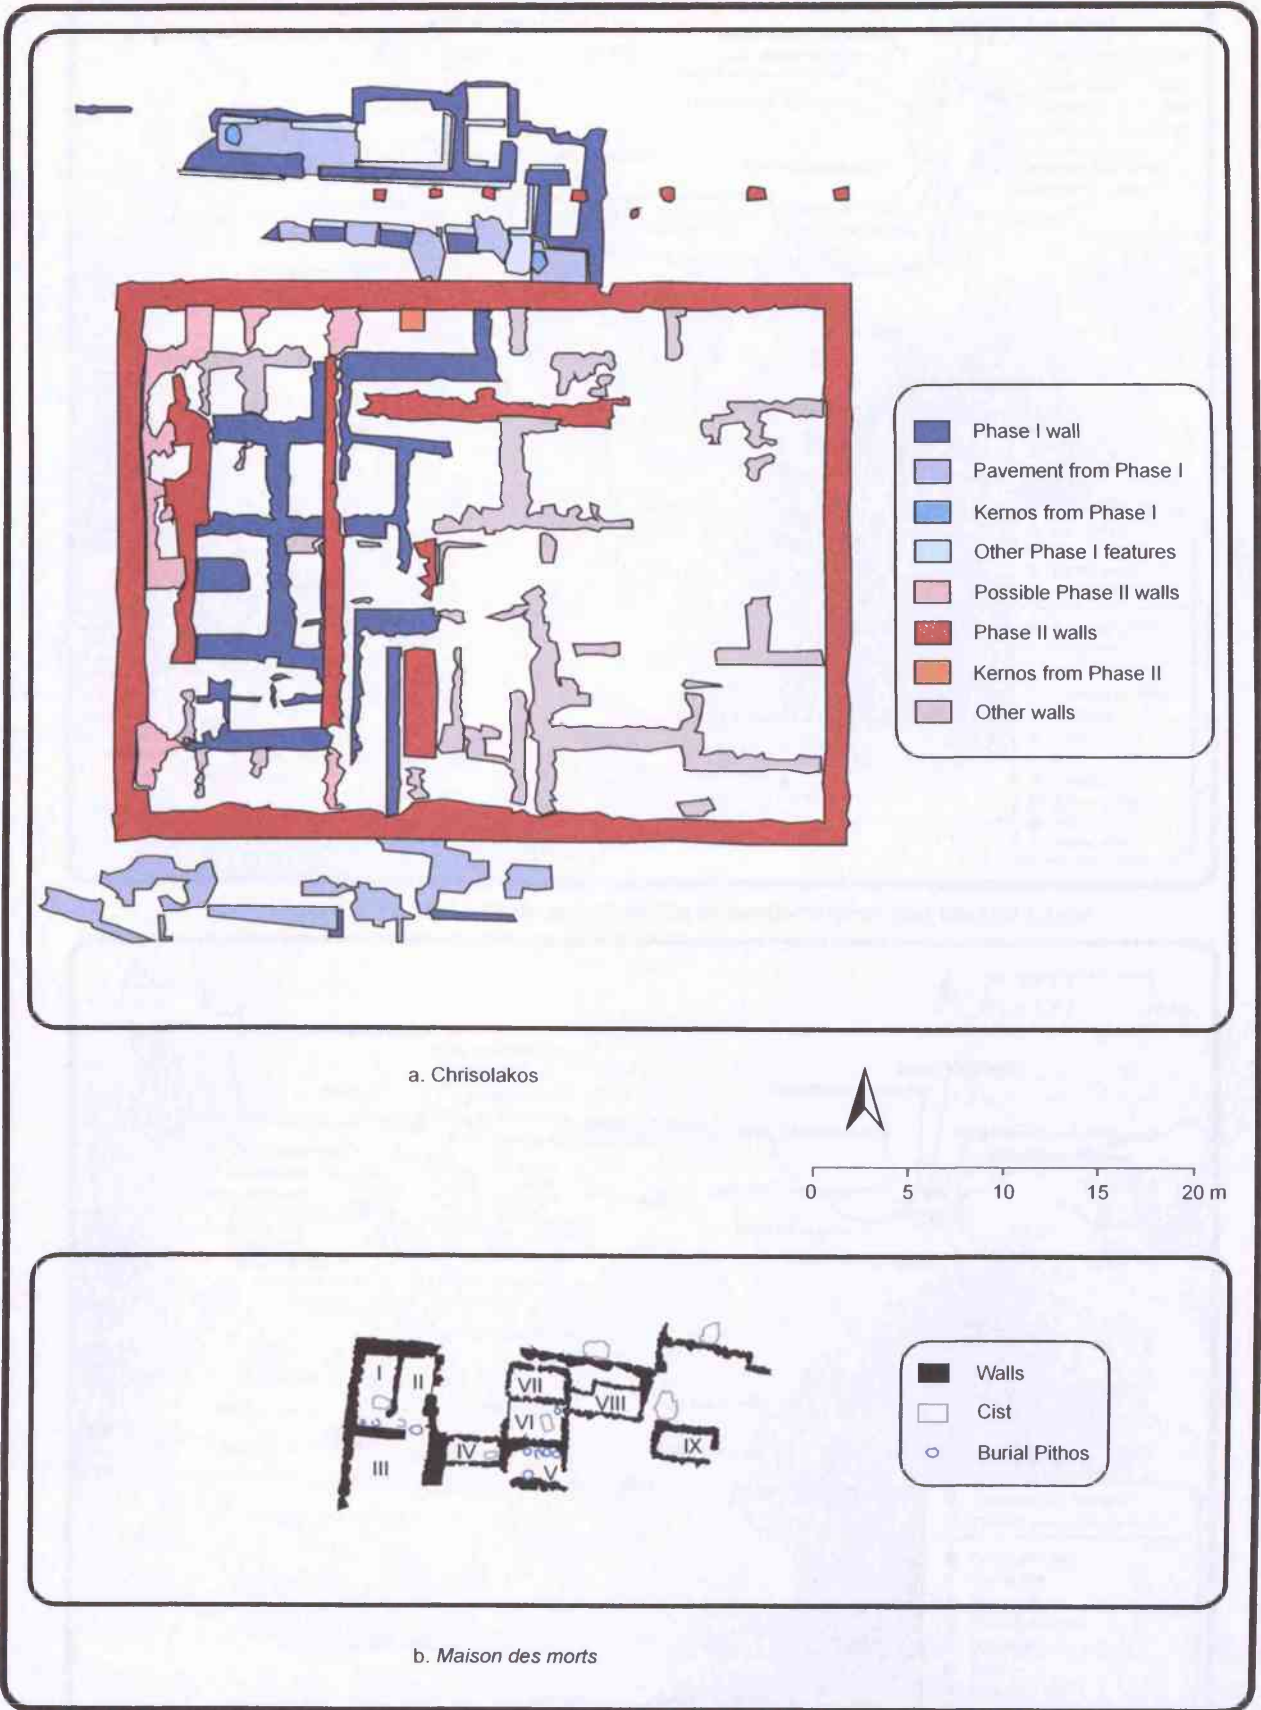 Phase I wall
Pavement from Phase I
Kernos from Phase I
Other Phase I features
Possible Phase II walls
Phase II walls
Kernos from Phase II
Other walls
a. Chrisolakos
0 5 10 15 20 m
I
II
III
IV
V
VI
VII
VIII
IX
Walls
Cist
Burial Pithos
b. Maison des morts